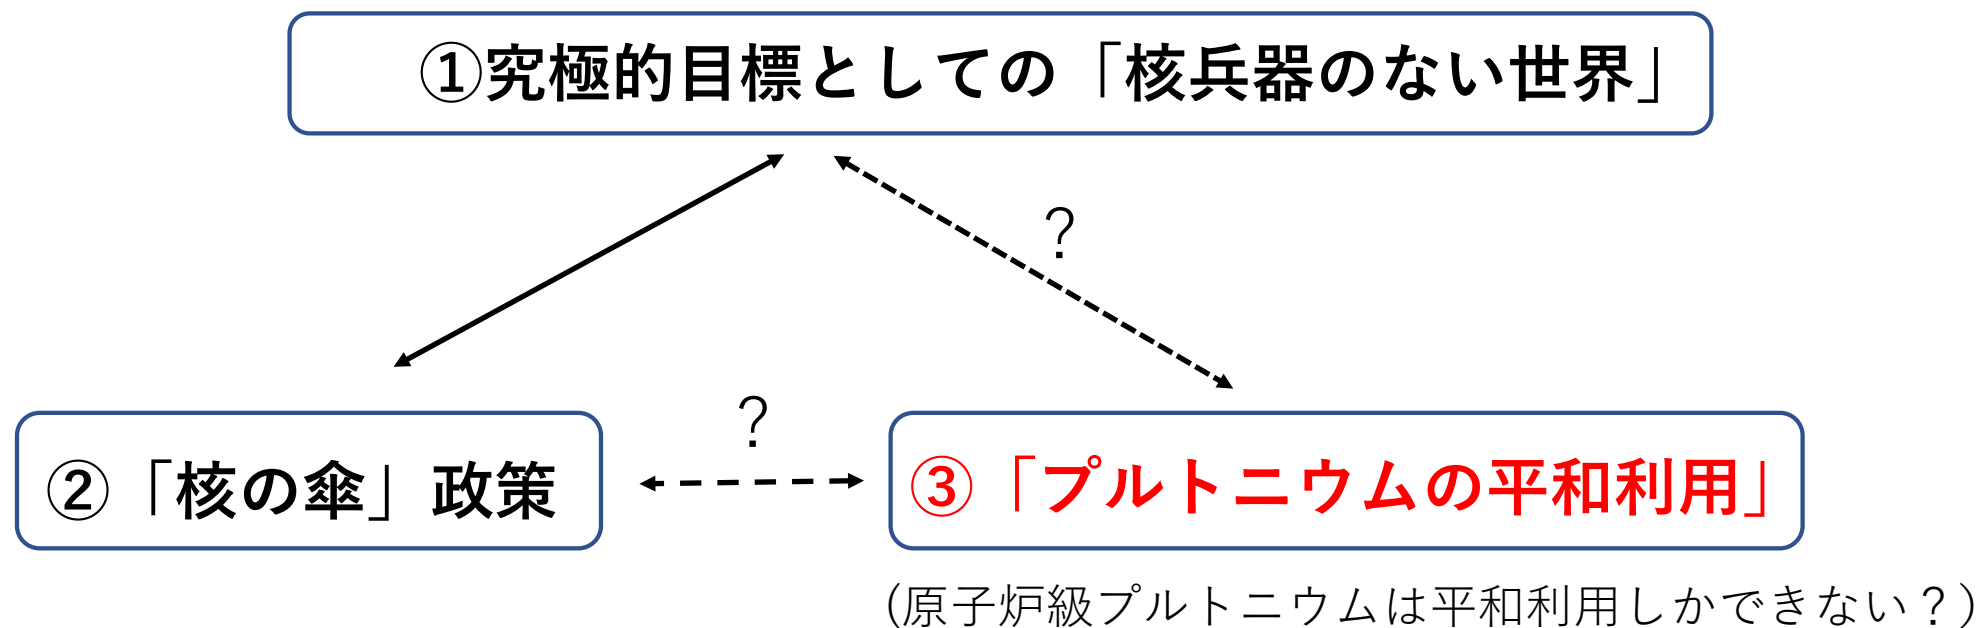 ①究極的目標としての「核兵器のない世界」
？
？
②「核の傘」政策
③「プルトニウムの平和利用」
（原子炉級プルトニウムは平和利用しかできない？）